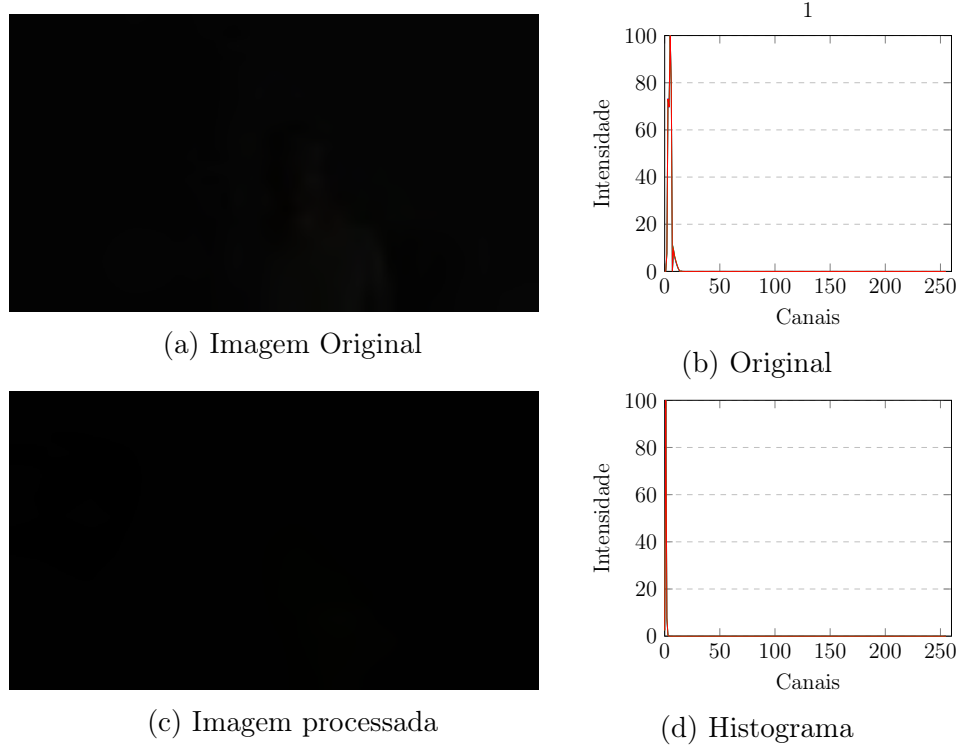 1
100
80
60
40
20
0
Intensidade
0 50 100 150 200 250
Canais
(a) Imagem Original
(b) Original
100
80
60
40
20
0
Intensidade
0 50 100 150 200 250
Canais
(c) Imagem processada
(d) Histograma